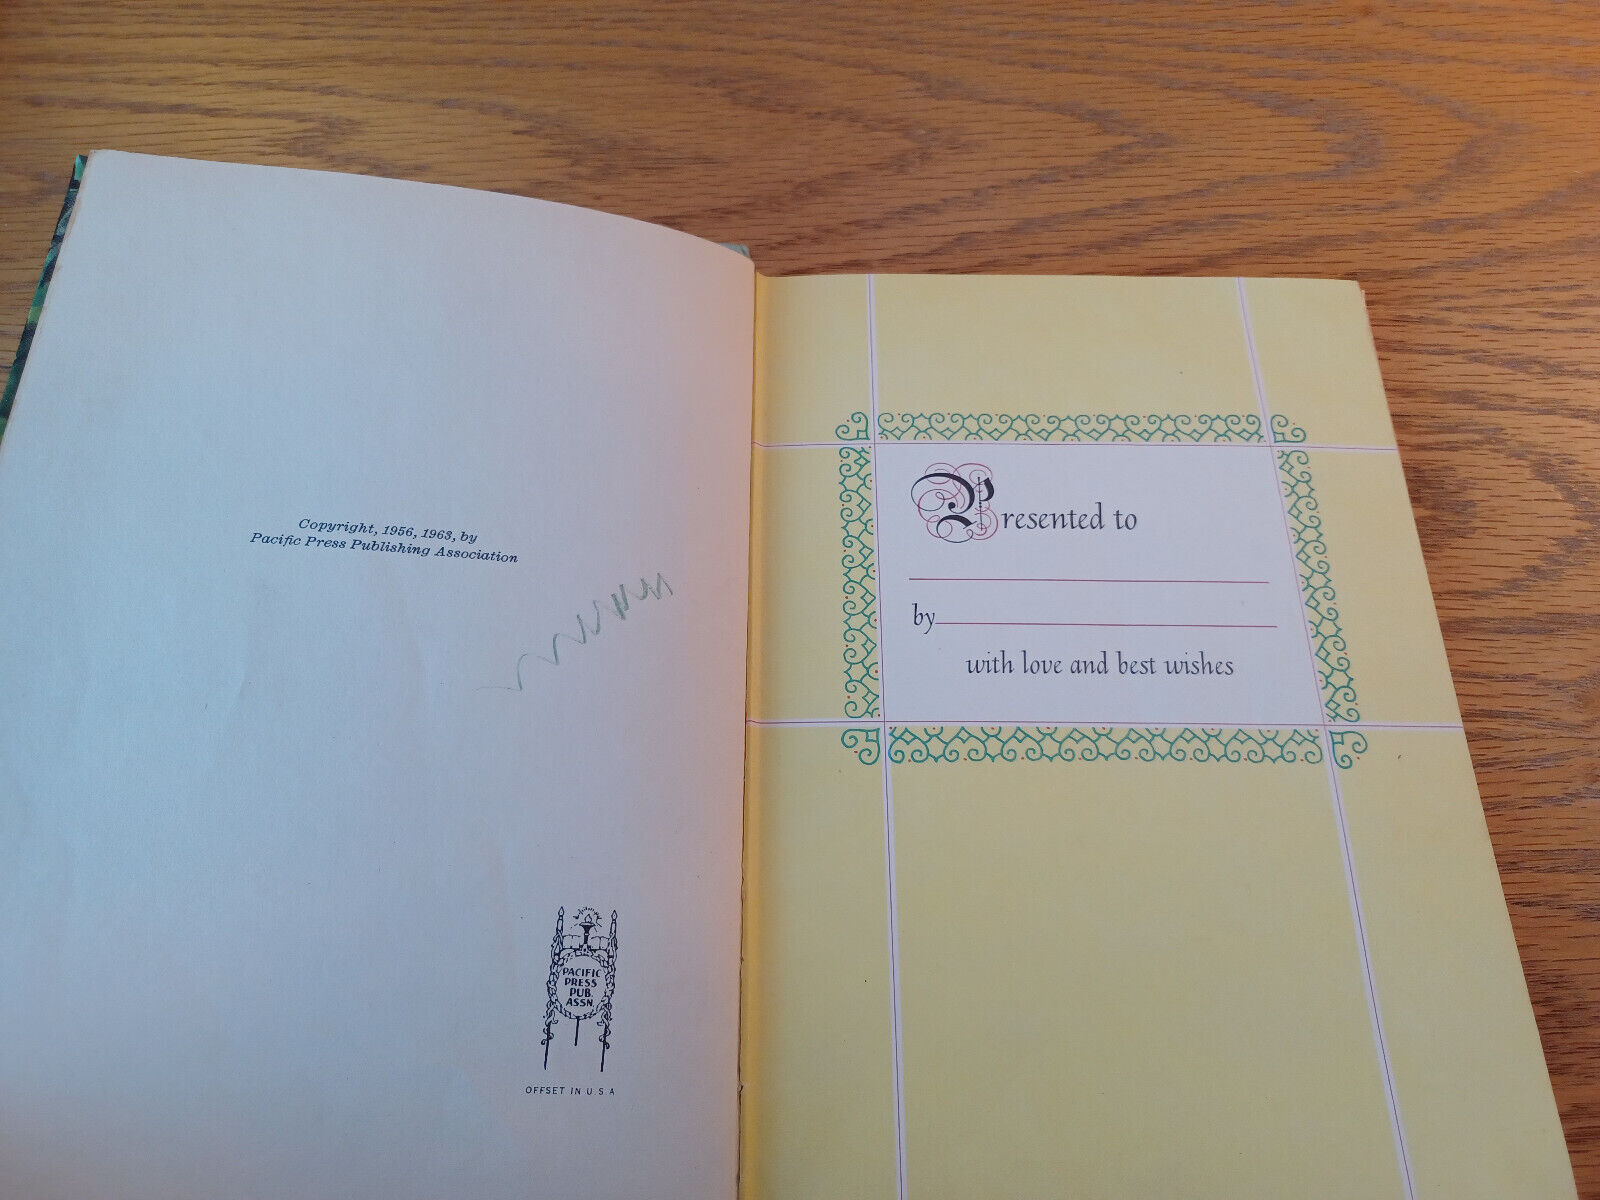 Copyright, 1956, 1963, by
Pacific Press Publishing Association
PACIFIC
PRESS
PUB.
ASSN.
OFFSET IN U.S A
Presented to
by
with love and best wishes